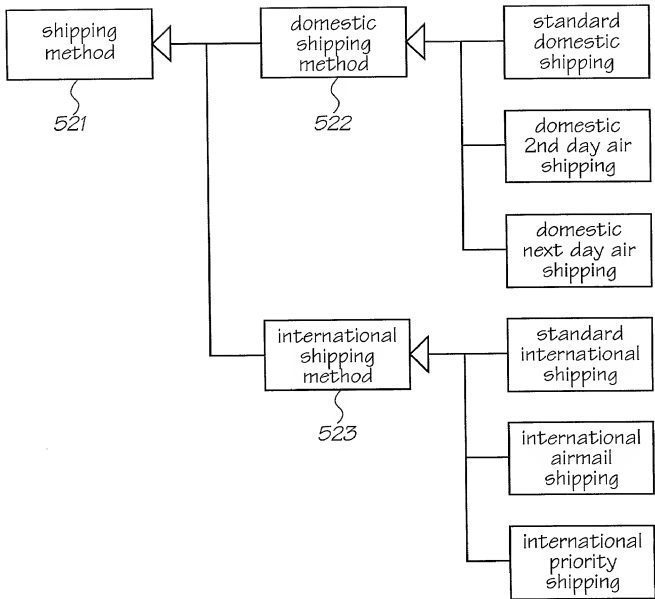 shipping
method
521
domestic
shipping
method
522
standard
domestic
shipping
domestic
2nd day air
shipping
domestic
next day air
shipping
international
shipping
method
523
standard
international
shipping
international
airmail
shipping
international
priority
shipping